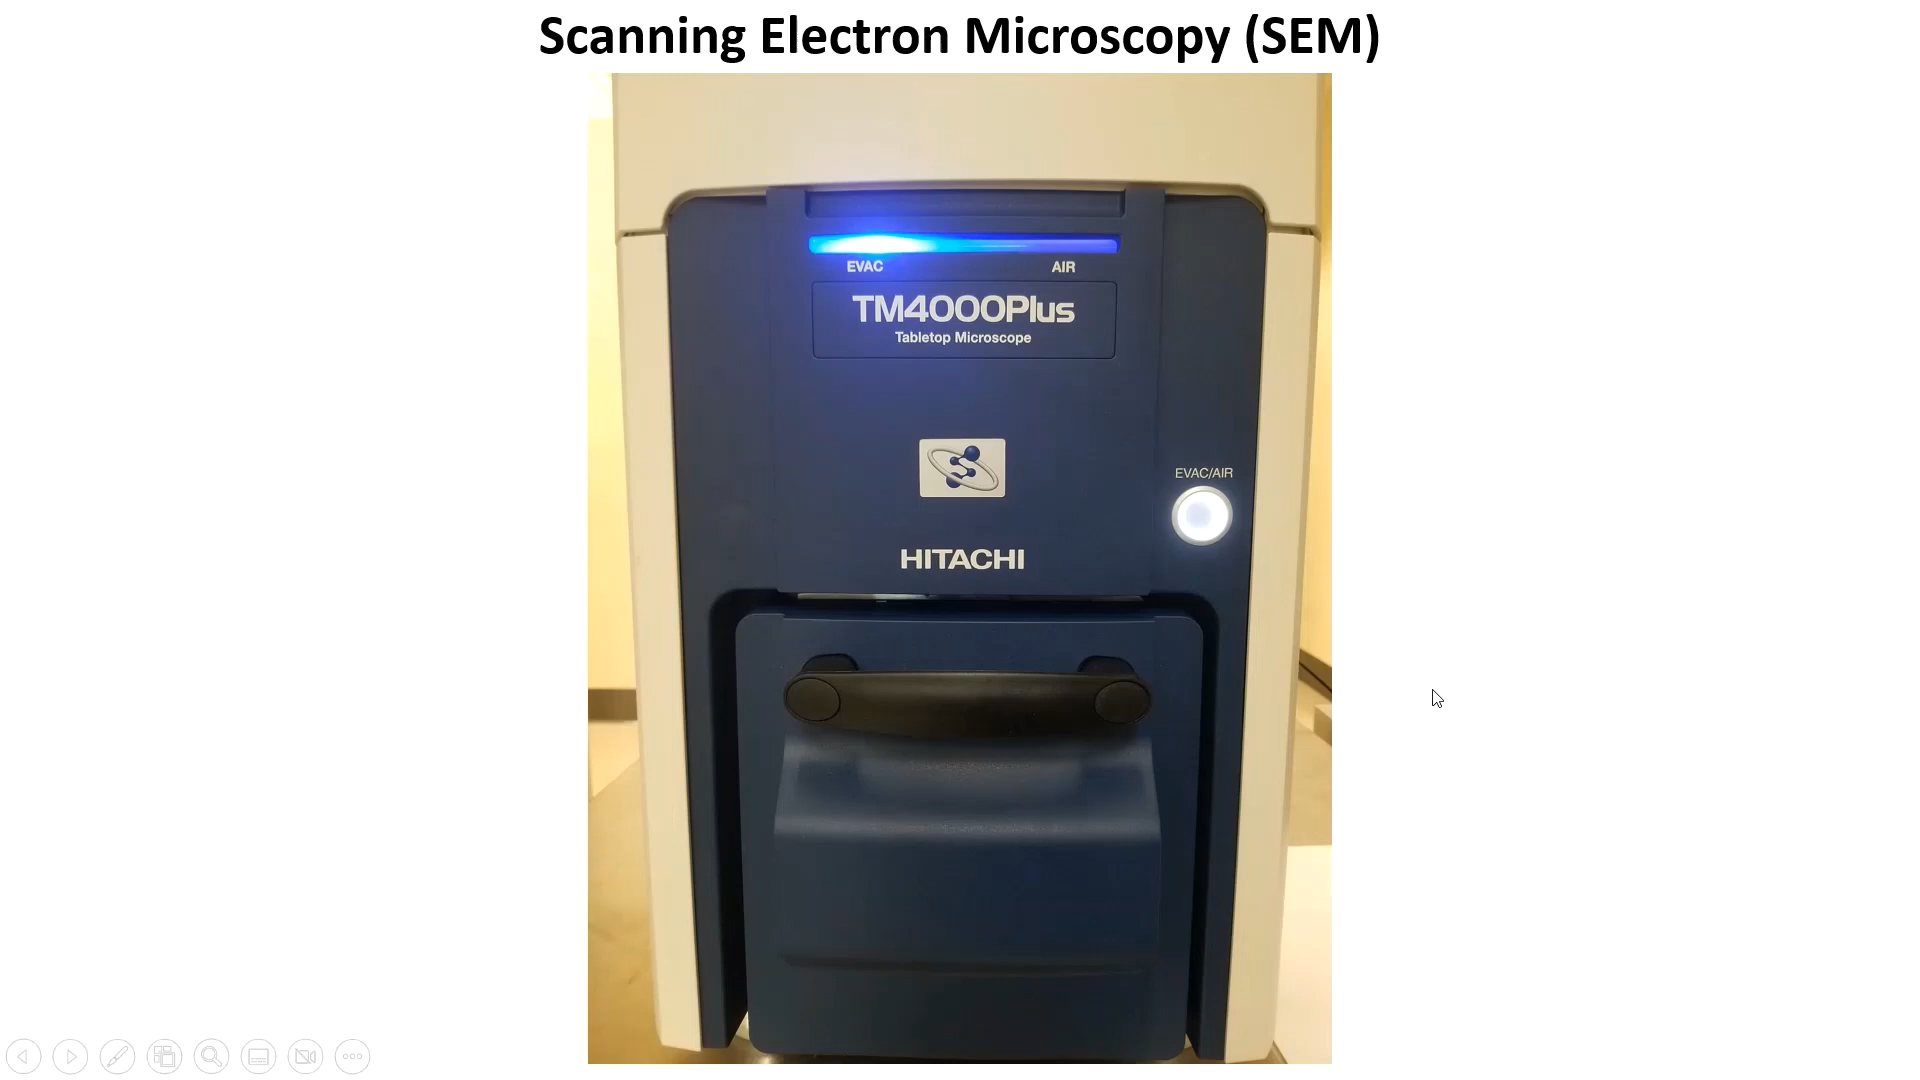 Scanning Electron Microscopy (SEM)
EVAC AIR
TM4000Plus
Tabletop Microscope
EVAC/AIR
HITACHI